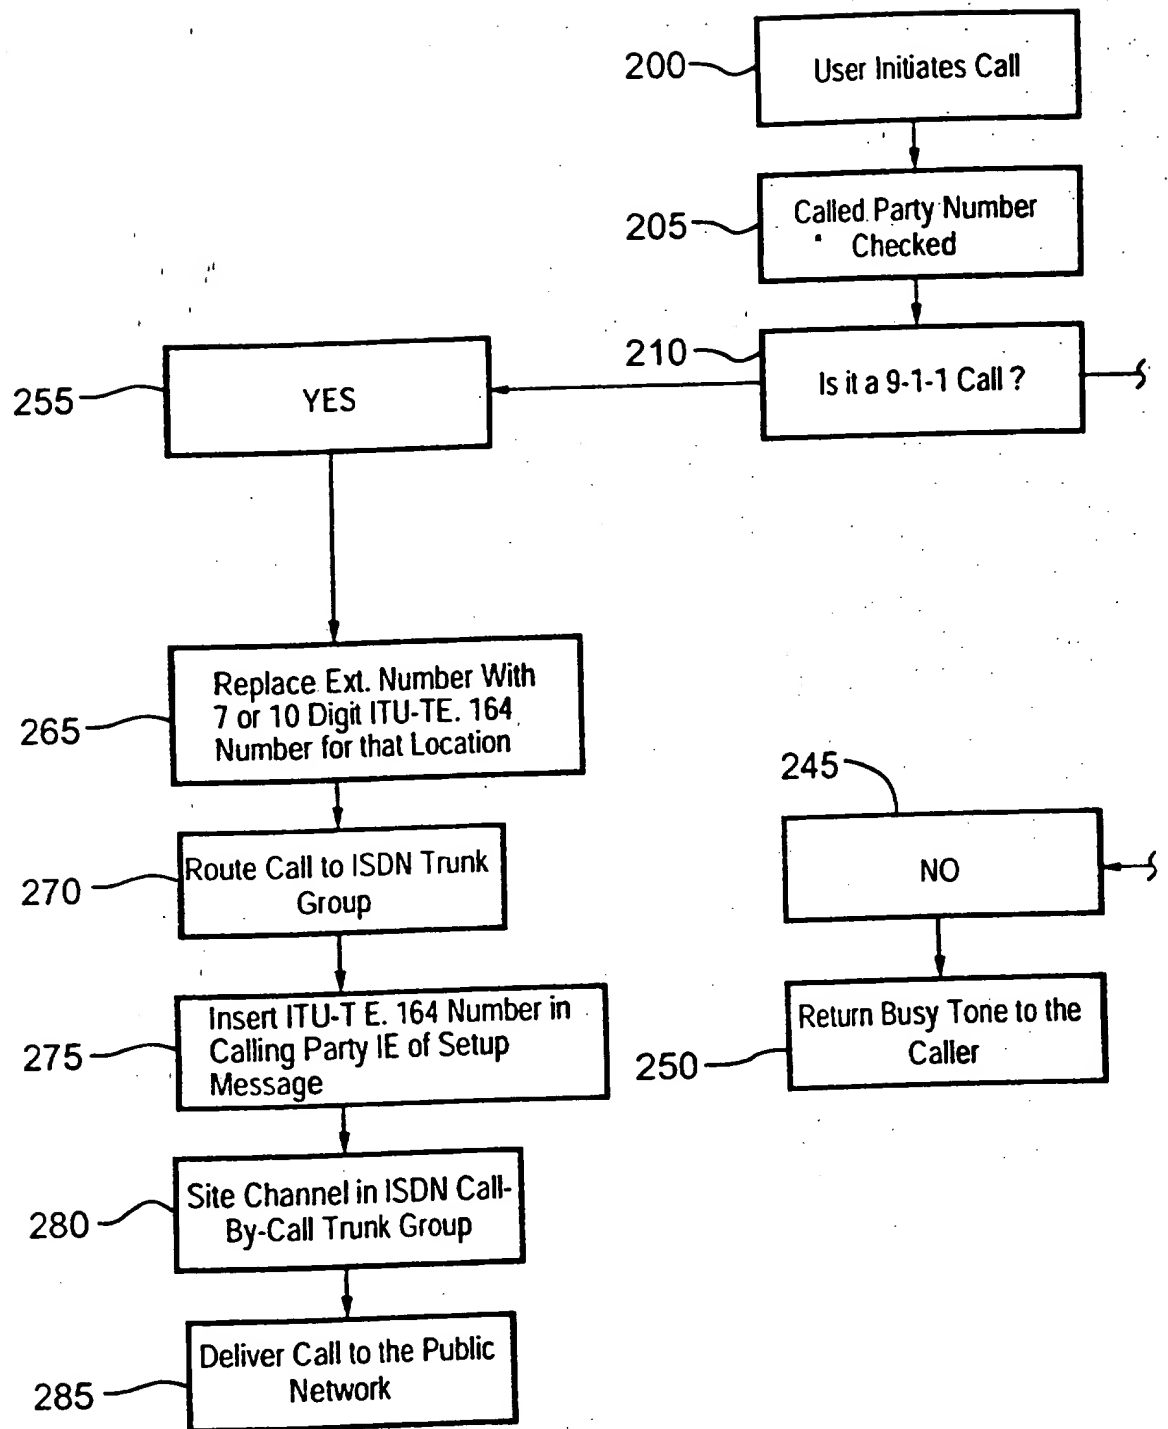 200
User Initiates Call
205
Called Party Number
Checked
210
Is it a 9-1-1 Call ?
255
YES
265
Replace Ext. Number With
7 or 10 Digit ITU-TE. 164
Number for that Location
270
Route Call to ISDN Trunk
Group
275
Insert ITU-T E. 164 Number in
Calling Party IE of Setup
Message
280
Site Channel in ISDN Call-
By-Call Trunk Group
285
Deliver Call to the Public
Network
245
NO
250
Return Busy Tone to the
Caller